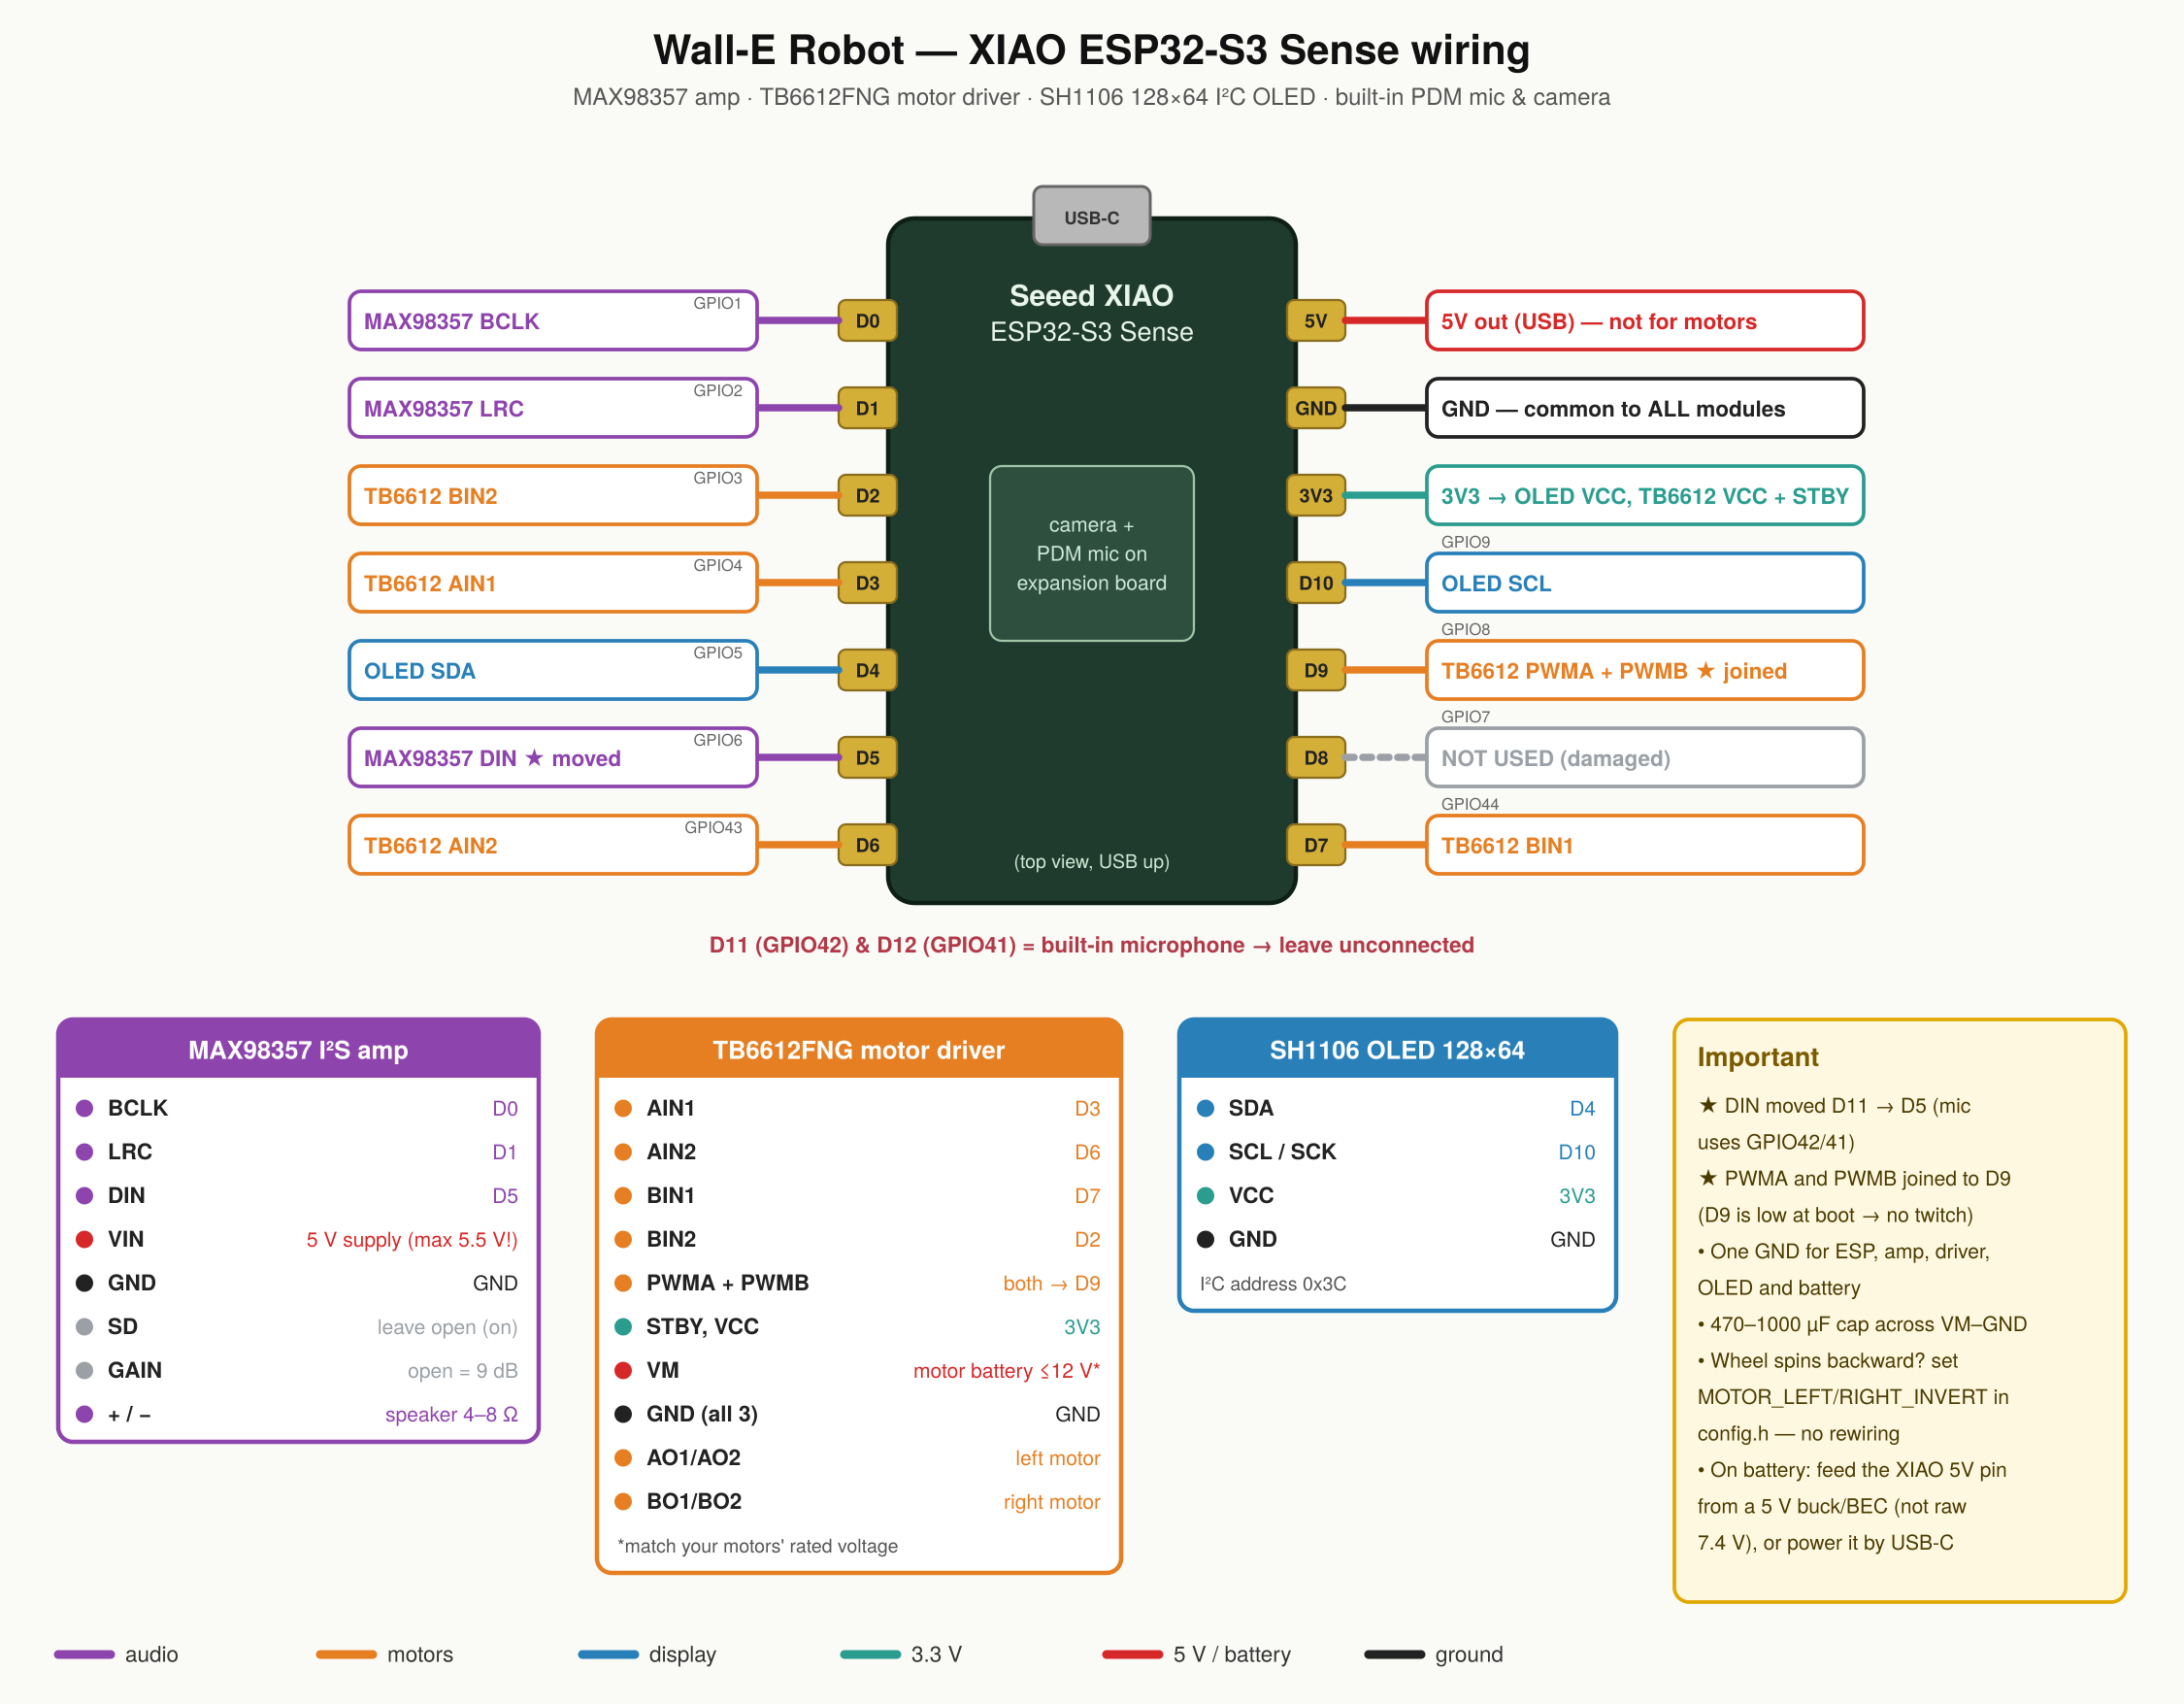 Wall-E Robot — XIAO ESP32-S3 Sense wiring
MAX98357 amp · TB6612FNG motor driver · SH1106 128×64 I²C OLED · built-in PDM mic & camera
USB-C
Seeed XIAO
ESP32-S3 Sense
camera +
PDM mic on
expansion board
(top view, USB up)
GPIO1
MAX98357 BCLK
D0
GPIO2
MAX98357 LRC
D1
GPIO3
TB6612 BIN2
D2
GPIO4
TB6612 AIN1
D3
GPIO5
OLED SDA
D4
GPIO6
MAX98357 DIN ★ moved
D5
GPIO43
TB6612 AIN2
D6
5V
5V out (USB) — not for motors
GND
GND — common to ALL modules
3V3
3V3 → OLED VCC, TB6612 VCC + STBY
GPIO9
D10
OLED SCL
GPIO8
D9
TB6612 PWMA + PWMB ★ joined
GPIO7
D8
NOT USED (damaged)
GPIO44
D7
TB6612 BIN1
D11 (GPIO42) & D12 (GPIO41) = built-in microphone → leave unconnected
MAX98357 I²S amp
BCLK D0
LRC D1
DIN D5
VIN 5 V supply (max 5.5 V!)
GND GND
SD leave open (on)
GAIN open = 9 dB
+ / – speaker 4–8 Ω
TB6612FNG motor driver
AIN1 D3
AIN2 D6
BIN1 D7
BIN2 D2
PWMA + PWMB both → D9
STBY, VCC 3V3
VM motor battery ≤12 V*
GND (all 3) GND
AO1/AO2 left motor
BO1/BO2 right motor
*match your motors' rated voltage
SH1106 OLED 128×64
SDA D4
SCL / SCK D10
VCC 3V3
GND GND
I²C address 0x3C
Important
★ DIN moved D11 → D5 (mic
uses GPIO42/41)
★ PWMA and PWMB joined to D9
(D9 is low at boot → no twitch)
• One GND for ESP, amp, driver,
OLED and battery
• 470–1000 µF cap across VM–GND
• Wheel spins backward? set
MOTOR_LEFT/RIGHT_INVERT in
config.h — no rewiring
• On battery: feed the XIAO 5V pin
from a 5 V buck/BEC (not raw
7.4 V), or power it by USB-C
audio
motors
display
3.3 V
5 V / battery
ground